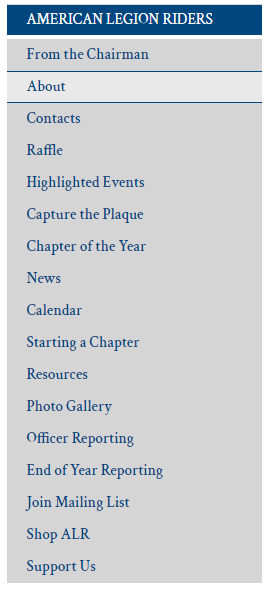 AMERICAN LEGION RIDERS
From the Chairman
About
Contacts
Raffle
Highlighted Events
Capture the Plaque
Chapter of the Year
News
Calendar
Starting a Chapter
Resources
Photo Gallery
Officer Reporting
End of Year Reporting
Join Mailing List
Shop ALR
Support Us